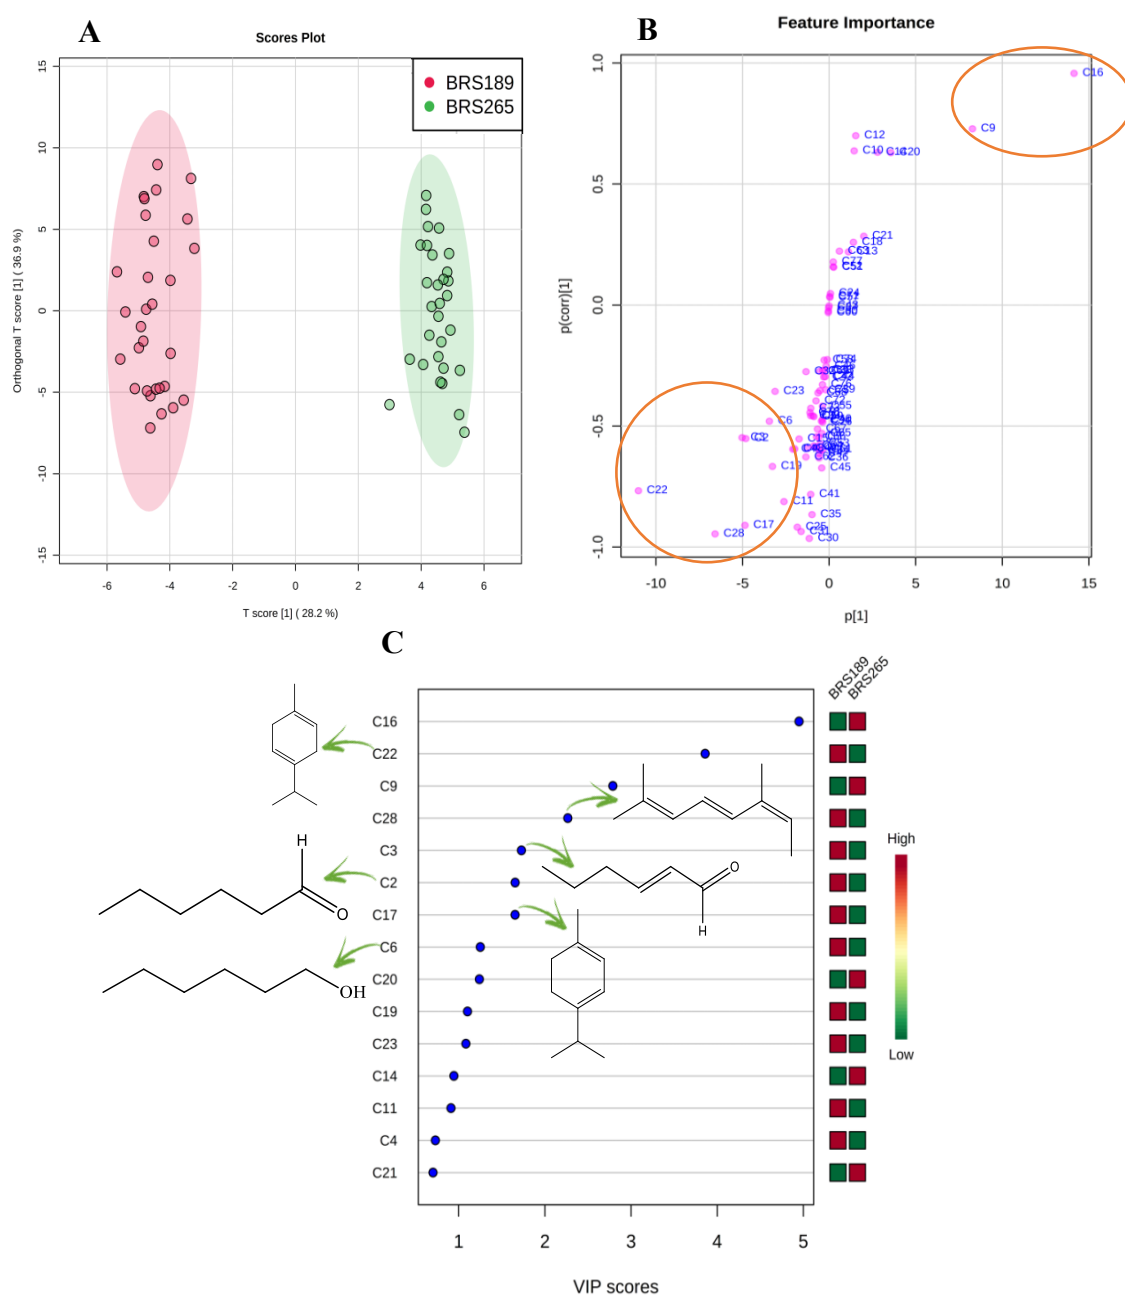 A
Scores Plot
BRS189
BRS265
Orthogonal T score [1] ( 36.9 %)
15
10
5
0
-5
-10
-15
-6
-4
-2
0
2
4
6
T score [1] ( 28.2 %)
B
Feature Importance
p(corr)[1]
1.0
0.5
0.0
-0.5
-1.0
C16
C9
C12
C10
C20
C21
C18
C13
C77
C24
C23
C6
C3
C2
C19
C45
C22
C11
C41
C35
C17
C25
C28
C30
-10
-5
0
5
10
15
p[1]
C
BRS189
BRS265
C16
C22
C9
C28
C3
C2
C17
C6
C20
C19
C23
C14
C11
C4
C21
H
O
OH
O
H
High
Low
1
2
3
4
5
VIP scores